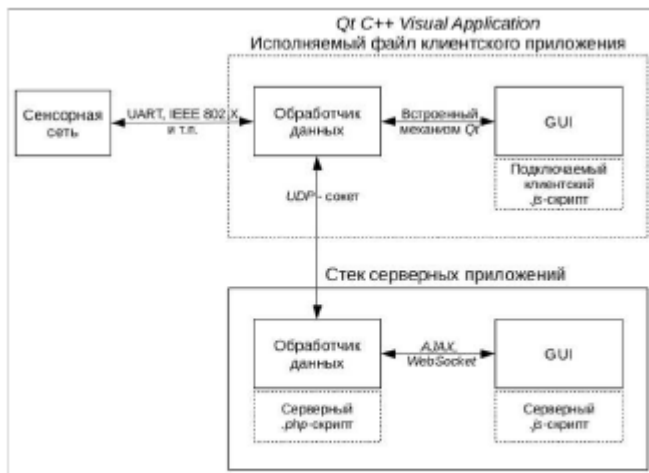 Qt C++ Visual Application
Исполняемый файл клиентского приложения
Сенсорная
сеть
UART, IEEE 802.X
и т.п.
Обработчик
данных
Встроенный
механизм Qt
GUI
Подключаемый
клиентский
.js-скрипт
UDP - сокет
Стек серверных приложений
Обработчик
данных
AJAX,
WebSocket
GUI
Серверный
.php-скрипт
Серверный
.js-скрипт